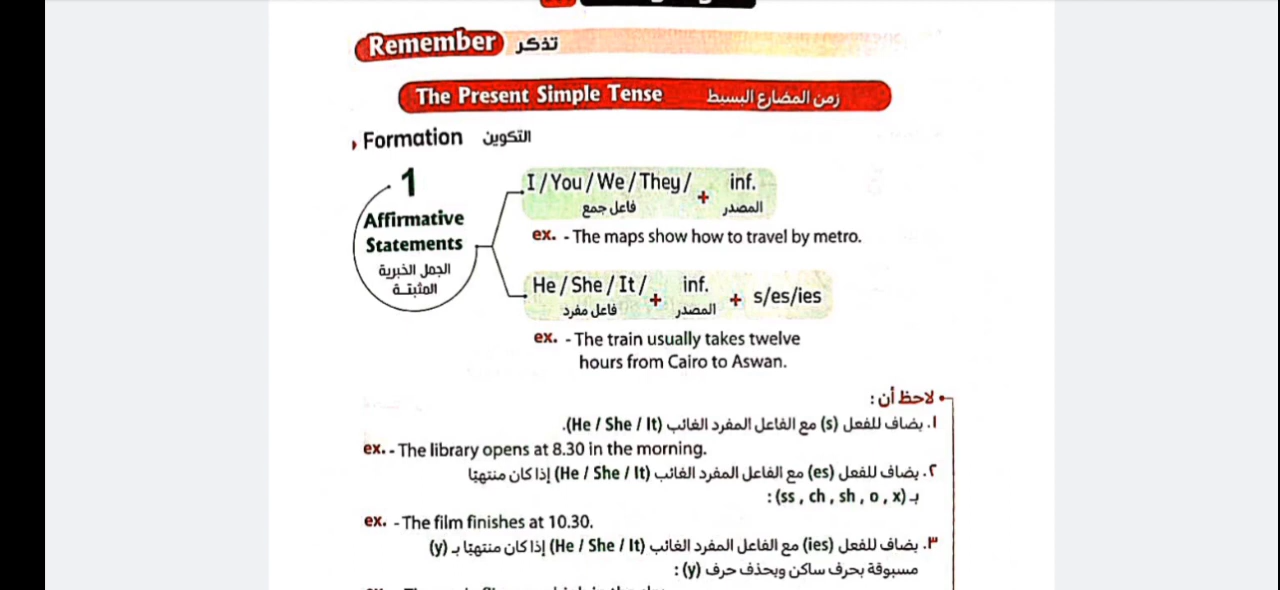 Remember تذكر
The Present Simple Tense زمن المضارع البسيط
Formation التكوين
1
Affirmative
Statements
الجمل الخبرية
المثبتة
I / You / We / They / + inf.
فاعل جمع المصدر
ex. - The maps show how to travel by metro.
He / She / It / + inf. + s/es/ies
فاعل مفرد المصدر
ex. - The train usually takes twelve
hours from Cairo to Aswan.
لاحظ أن :
١. يضاف للفعل (s) مع الفاعل المفرد الغائب (He / She / It).
ex. - The library opens at 8.30 in the morning.
٢. يضاف للفعل (es) مع الفاعل المفرد الغائب (He / She / It) إذا كان منتهيًا
بـ (ss , ch , sh , o , x) :
ex. - The film finishes at 10.30.
٣. يضاف للفعل (ies) مع الفاعل المفرد الغائب (He / She / It) إذا كان منتهيًا بـ (y)
مسبوقة بحرف ساكن ويحذف حرف (y) :